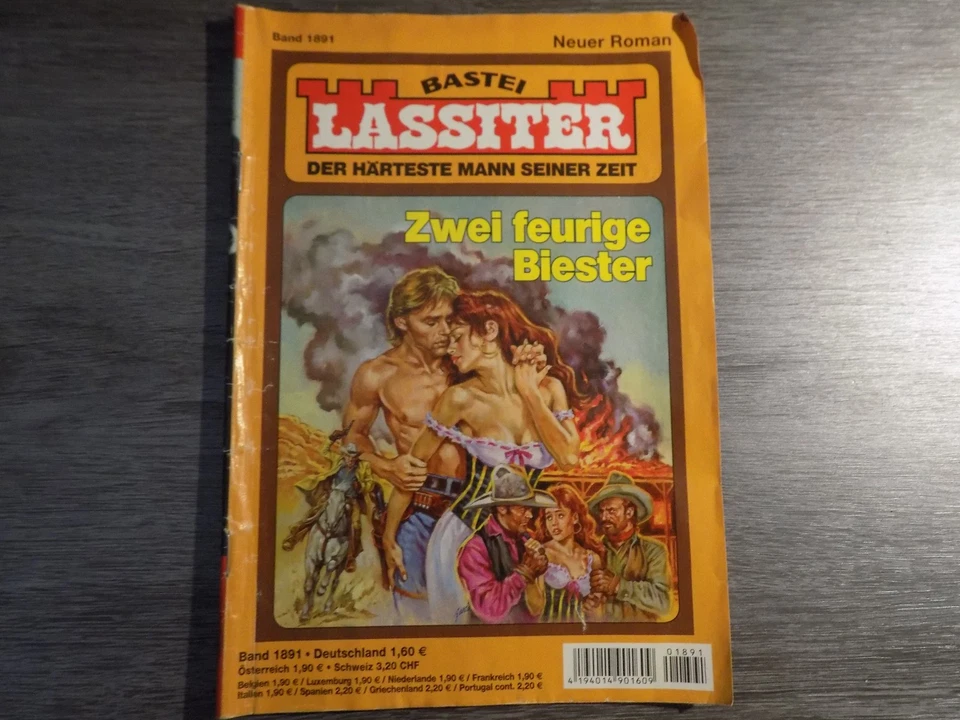 Band 1891
Neuer Roman
BASTEI
LASSITER
DER HÄRTESTE MANN SEINER ZEIT
Zwei feurige
Biester
Band 1891 • Deutschland 1,60 €
Österreich 1,90 € • Schweiz 3,20 CHF
Belgien 1,90 € / Luxemburg 1,90 € / Niederlande 1,90 € / Frankreich 1,90 €
Italien 1,90 € / Spanien 2,20 € / Griechenland 2,20 € / Portugal cont. 2,20 €
01891
4 194014 901609